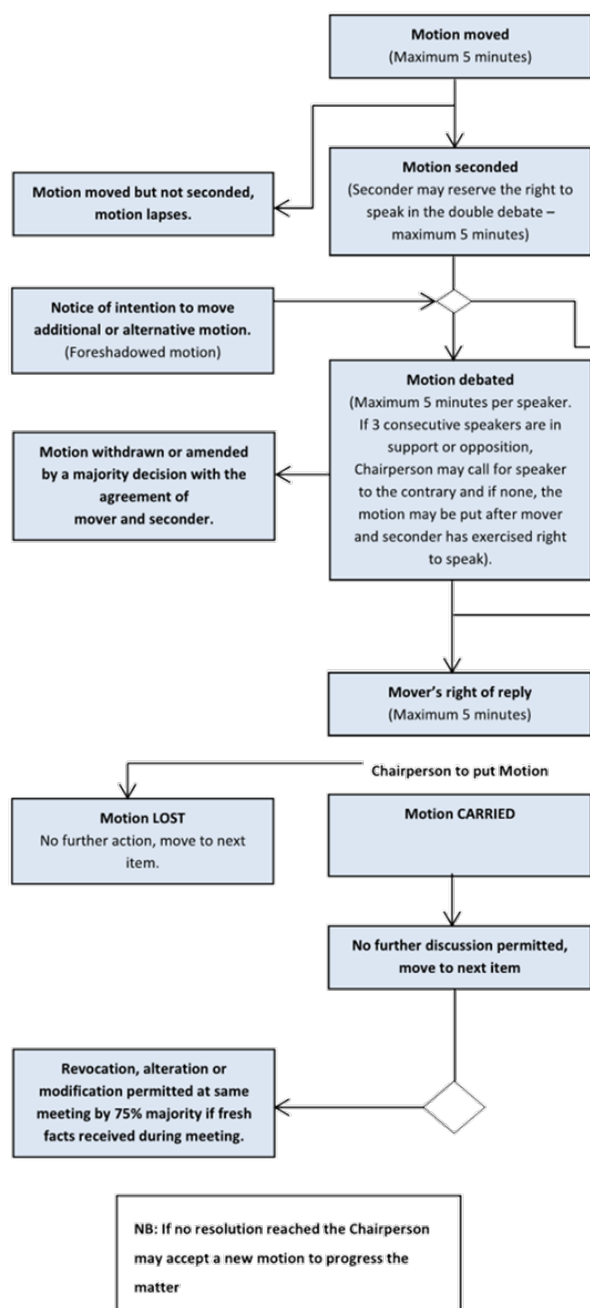 Motion moved
(Maximum 5 minutes)
Motion moved but not seconded,
motion lapses.
Motion seconded
(Seconder may reserve the right to
speak in the double debate –
maximum 5 minutes)
Notice of intention to move
additional or alternative motion.
(Foreshadowed motion)
Motion debated
(Maximum 5 minutes per speaker.
If 3 consecutive speakers are in
support or opposition,
Chairperson may call for speaker
to the contrary and if none, the
motion may be put after mover
and seconder has exercised right
to speak).
Motion withdrawn or amended
by a majority decision with the
agreement of
mover and seconder.
Mover’s right of reply
(Maximum 5 minutes)
Chairperson to put Motion
Motion LOST
No further action, move to next
item.
Motion CARRIED
No further discussion permitted,
move to next item
Revocation, alteration or
modification permitted at same
meeting by 75% majority if fresh
facts received during meeting.
NB: If no resolution reached the Chairperson
may accept a new motion to progress the
matter